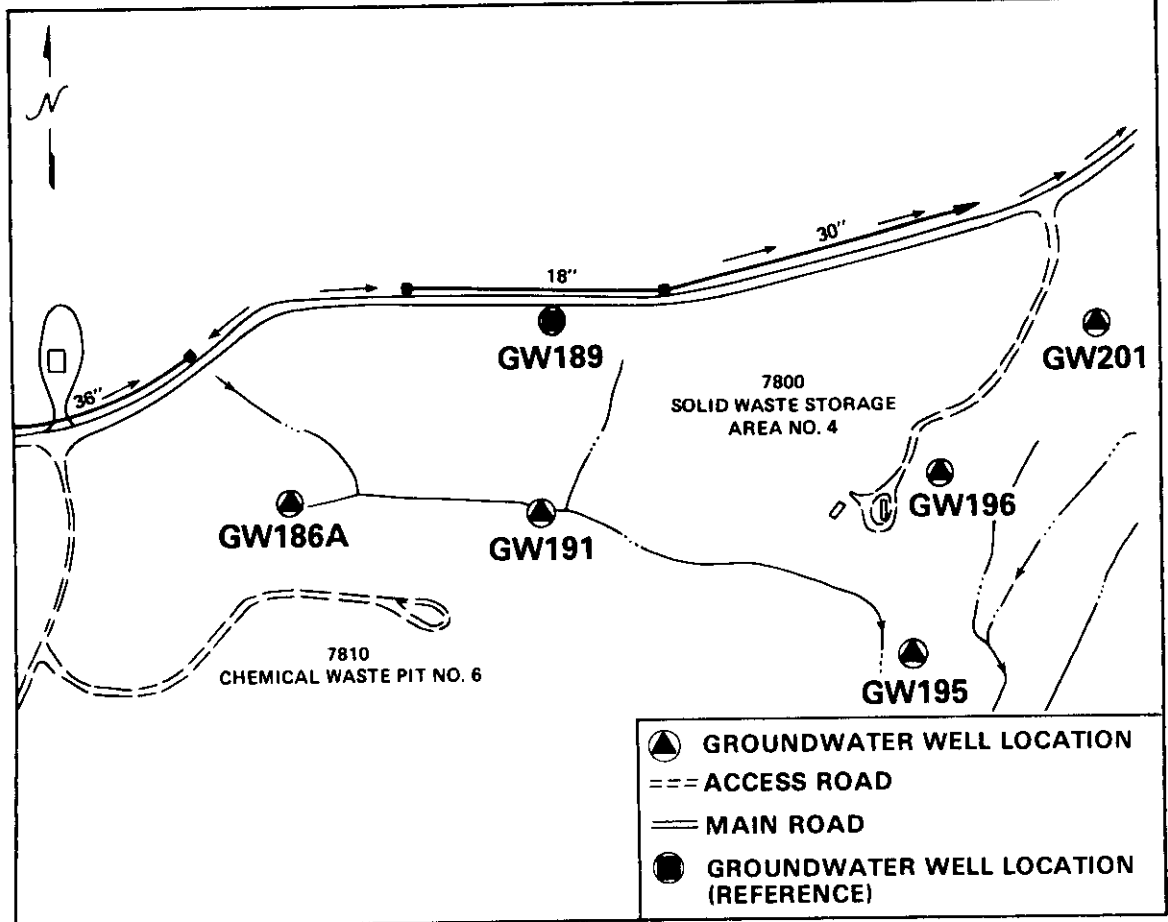 N
30"
18"
GW189
GW201
36"
7800
SOLID WASTE STORAGE
AREA NO. 4
GW186A
GW191
GW196
7810
CHEMICAL WASTE PIT NO. 6
GW195
GROUNDWATER WELL LOCATION
ACCESS ROAD
MAIN ROAD
GROUNDWATER WELL LOCATION
(REFERENCE)